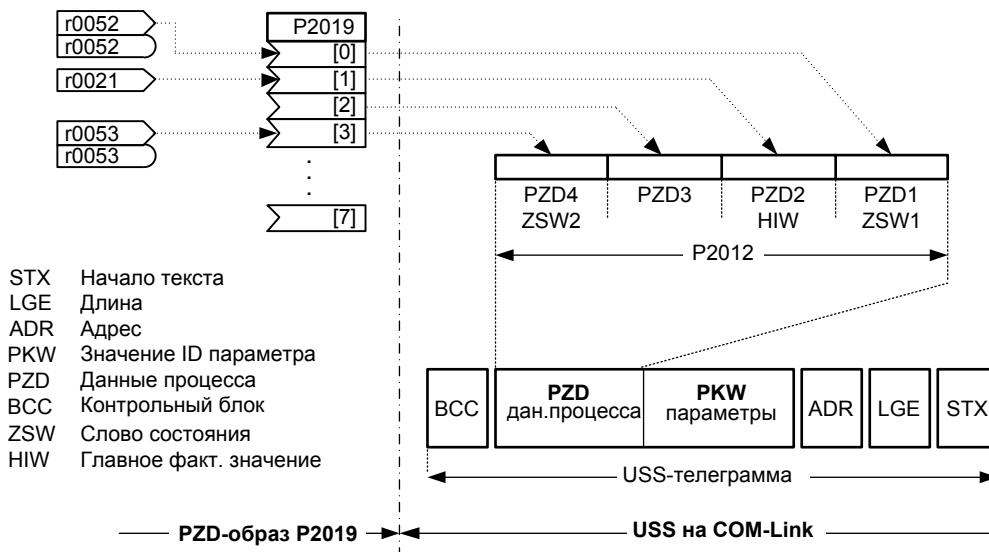 r0052
r0052
r0021
r0053
r0053
P2019
[0]
[1]
[2]
[3]
[7]
PZD4 PZD3 PZD2 PZD1
ZSW2 HIW ZSW1
P2012
STX Начало текста
LGE Длина
ADR Адрес
PKW Значение ID параметра
PZD Данные процесса
BCC Контрольный блок
ZSW Слово состояния
HIW Главное факт. значение
BCC PZD дан.процесса PKW параметры ADR LGE STX
USS-телеграмма
PZD-образ P2019 USS на COM-Link